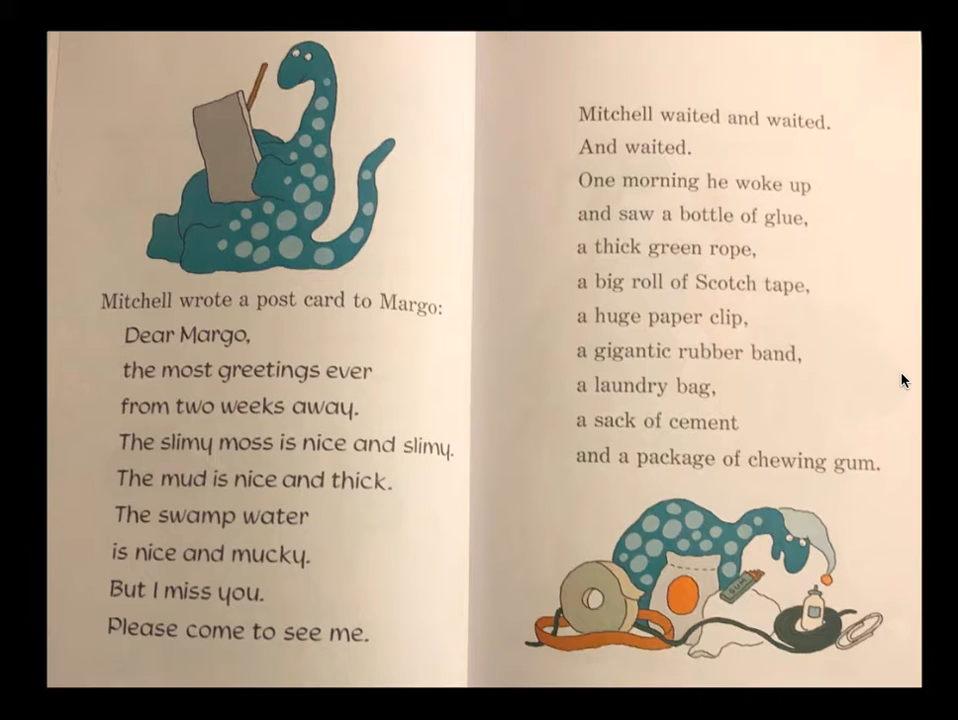 Mitchell wrote a post card to Margo:
Dear Margo,
the most greetings ever
from two weeks away.
The slimy moss is nice and slimy.
The mud is nice and thick.
The swamp water
is nice and mucky.
But I miss you.
Please come to see me.
Mitchell waited and waited.
And waited.
One morning he woke up
and saw a bottle of glue,
a thick green rope,
a big roll of Scotch tape,
a huge paper clip,
a gigantic rubber band,
a laundry bag,
a sack of cement
and a package of chewing gum.
GUM